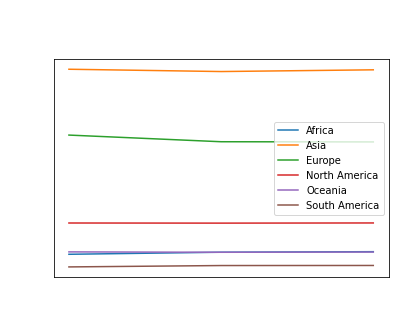 Africa
Asia
Europe
North America
Oceania
South America